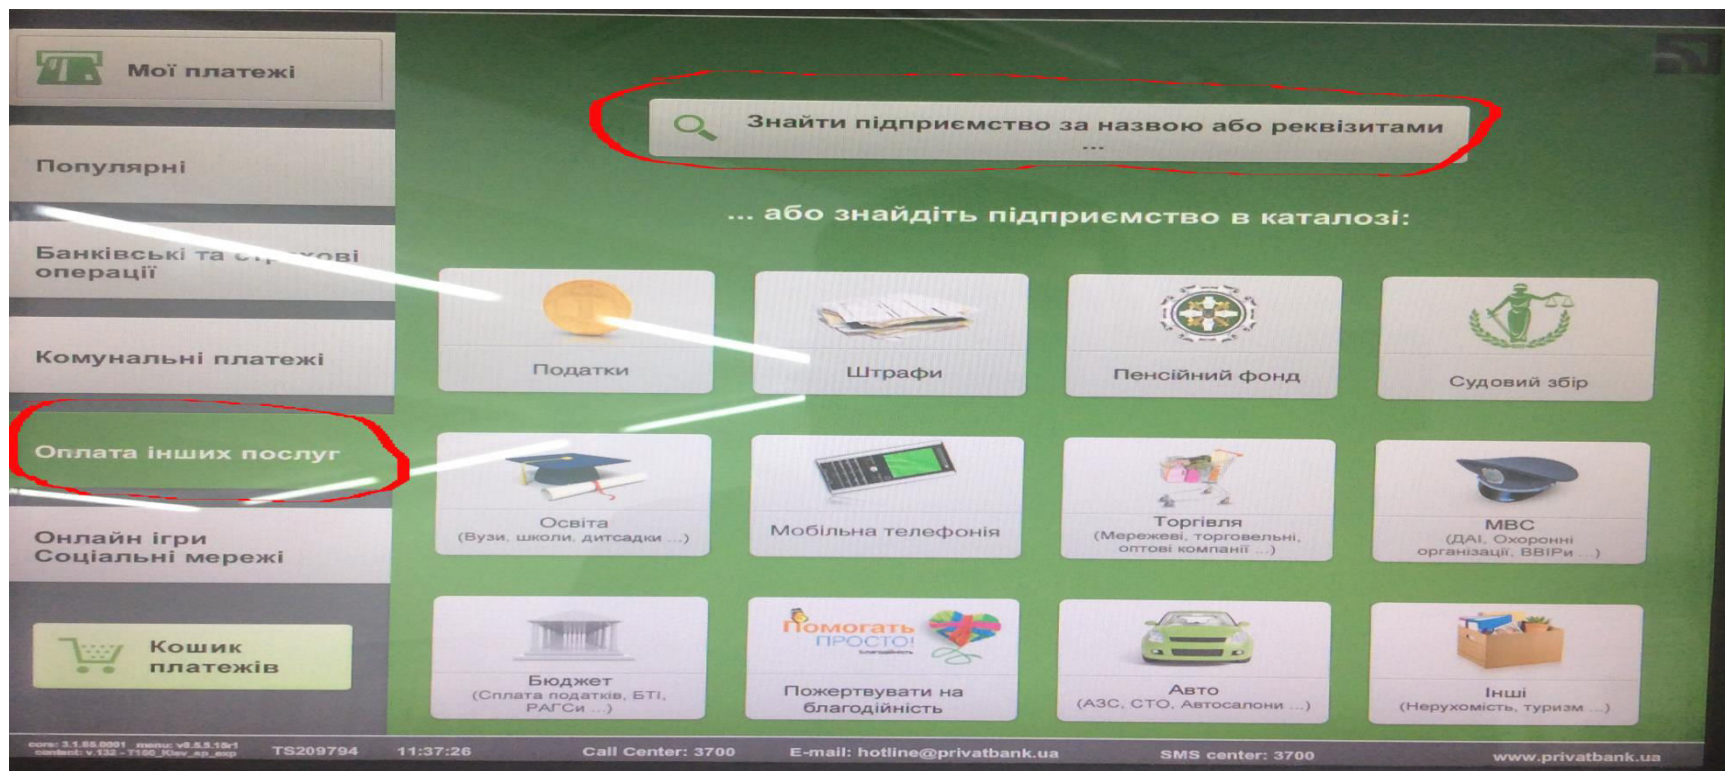 Мої платежі
Популярні
Банківські та страхові
операції
Комунальні платежі
Оплата інших послуг
Онлайн ігри
Соціальні мережі
Кошик
платежів
Знайти підприємство за назвою або реквізитами
...
... або знайдіть підприємство в каталозі:
Податки
Штрафи
Пенсійний фонд
Судовий збір
Освіта
(Вузи, школи, дитсадки ...)
Мобільна телефонія
Торгівля
(Мережеві, торговельні,
оптові компанії ...)
МВС
(ДАІ, Охоронні
організації, ВВІРи ...)
Бюджет
(Сплата податків, БТІ,
РАГСи ...)
Помогать
ПРОСТО!
Пожертвувати на
благодійність
Авто
(АЗС, СТО, Автосалони ...)
Інші
(Нерухомість, туризм ...)
TS209794 11:37:26 Call Center: 3700 E-mail: hotline@privatbank.ua SMS center: 3700 www.privatbank.ua